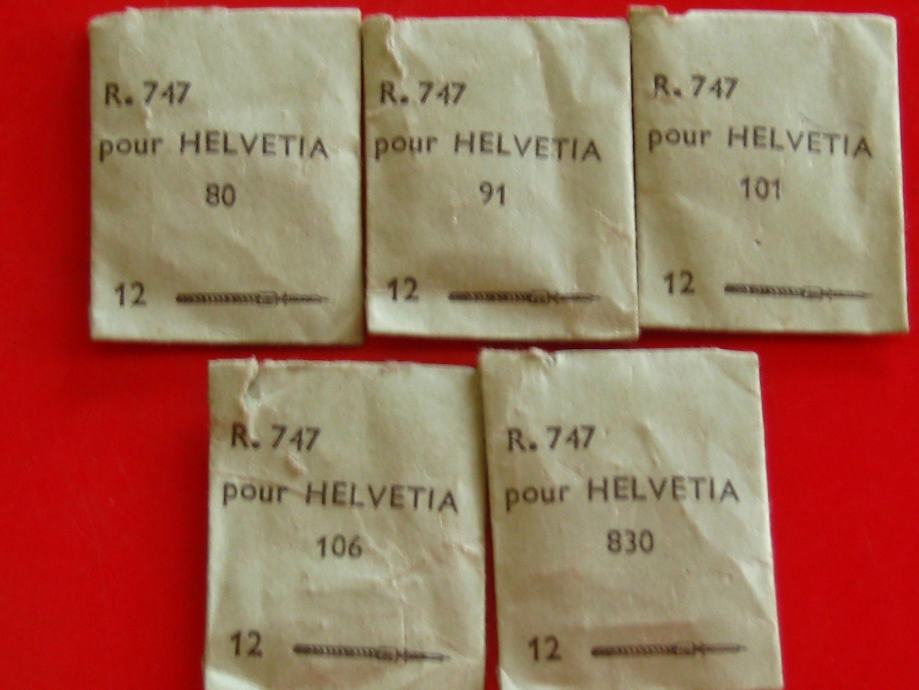 R. 747
pour HELVETIA
80
12
R. 747
pour HELVETIA
91
12
R. 747
pour HELVETIA
101
12
R. 747
pour HELVETIA
106
12
R. 747
pour HELVETIA
830
12